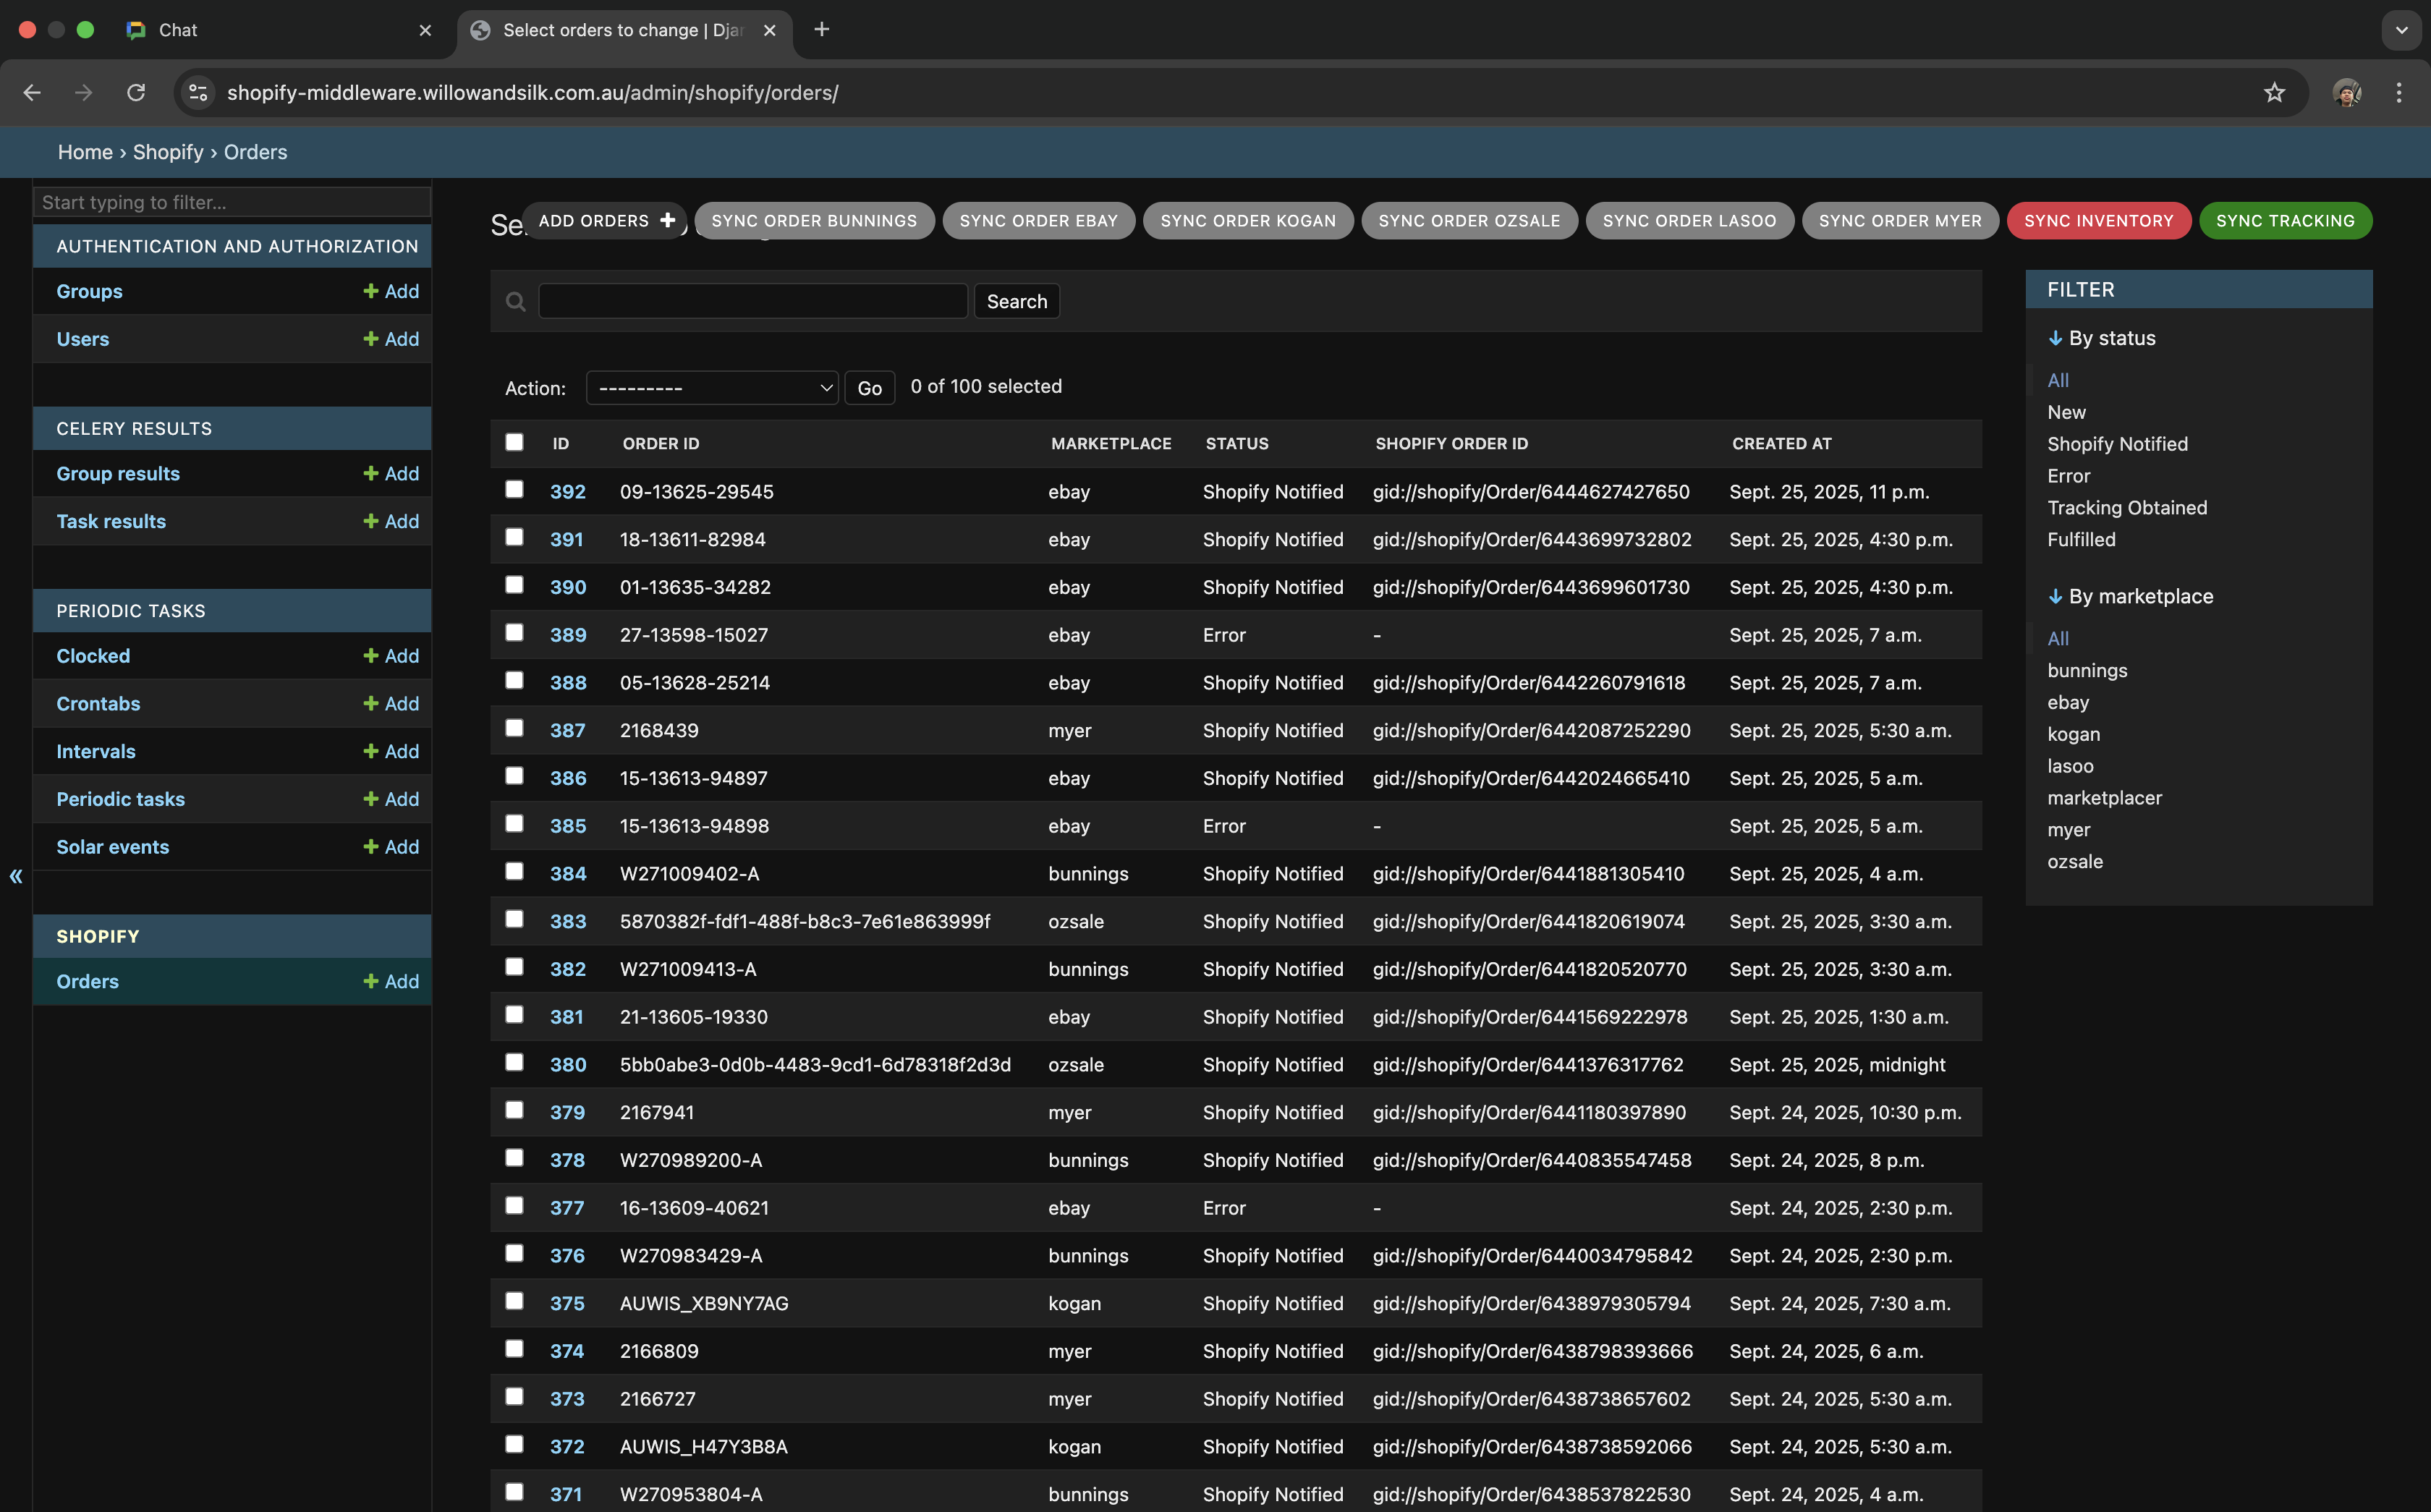 Chat
Select orders to change | Djan
shopify-middleware.willowandsilk.com.au/admin/shopify/orders/
Home › Shopify › Orders
Start typing to filter...
AUTHENTICATION AND AUTHORIZATION
Groups + Add
Users + Add
CELERY RESULTS
Group results + Add
Task results + Add
PERIODIC TASKS
Clocked + Add
Crontabs + Add
Intervals + Add
Periodic tasks + Add
Solar events + Add
«
SHOPIFY
Orders + Add
ADD ORDERS + SYNC ORDER BUNNINGS SYNC ORDER EBAY SYNC ORDER KOGAN SYNC ORDER OZSALE SYNC ORDER LASOO SYNC ORDER MYER SYNC INVENTORY SYNC TRACKING
Search
Action: --------- Go 0 of 100 selected
ID ORDER ID MARKETPLACE STATUS SHOPIFY ORDER ID CREATED AT
392 09-13625-29545 ebay Shopify Notified gid://shopify/Order/6444627427650 Sept. 25, 2025, 11 p.m.
391 18-13611-82984 ebay Shopify Notified gid://shopify/Order/6443699732802 Sept. 25, 2025, 4:30 p.m.
390 01-13635-34282 ebay Shopify Notified gid://shopify/Order/6443699601730 Sept. 25, 2025, 4:30 p.m.
389 27-13598-15027 ebay Error - Sept. 25, 2025, 7 a.m.
388 05-13628-25214 ebay Shopify Notified gid://shopify/Order/6442260791618 Sept. 25, 2025, 7 a.m.
387 2168439 myer Shopify Notified gid://shopify/Order/6442087252290 Sept. 25, 2025, 5:30 a.m.
386 15-13613-94897 ebay Shopify Notified gid://shopify/Order/6442024665410 Sept. 25, 2025, 5 a.m.
385 15-13613-94898 ebay Error - Sept. 25, 2025, 5 a.m.
384 W271009402-A bunnings Shopify Notified gid://shopify/Order/6441881305410 Sept. 25, 2025, 4 a.m.
383 5870382f-fdf1-488f-b8c3-7e61e863999f ozsale Shopify Notified gid://shopify/Order/6441820619074 Sept. 25, 2025, 3:30 a.m.
382 W271009413-A bunnings Shopify Notified gid://shopify/Order/6441820520770 Sept. 25, 2025, 3:30 a.m.
381 21-13605-19330 ebay Shopify Notified gid://shopify/Order/6441569222978 Sept. 25, 2025, 1:30 a.m.
380 5bb0abe3-0d0b-4483-9cd1-6d78318f2d3d ozsale Shopify Notified gid://shopify/Order/6441376317762 Sept. 25, 2025, midnight
379 2167941 myer Shopify Notified gid://shopify/Order/6441180397890 Sept. 24, 2025, 10:30 p.m.
378 W270989200-A bunnings Shopify Notified gid://shopify/Order/6440835547458 Sept. 24, 2025, 8 p.m.
377 16-13609-40621 ebay Error - Sept. 24, 2025, 2:30 p.m.
376 W270983429-A bunnings Shopify Notified gid://shopify/Order/6440034795842 Sept. 24, 2025, 2:30 p.m.
375 AUWIS_XB9NY7AG kogan Shopify Notified gid://shopify/Order/6438979305794 Sept. 24, 2025, 7:30 a.m.
374 2166809 myer Shopify Notified gid://shopify/Order/6438798393666 Sept. 24, 2025, 6 a.m.
373 2166727 myer Shopify Notified gid://shopify/Order/6438738657602 Sept. 24, 2025, 5:30 a.m.
372 AUWIS_H47Y3B8A kogan Shopify Notified gid://shopify/Order/6438738592066 Sept. 24, 2025, 5:30 a.m.
371 W270953804-A bunnings Shopify Notified gid://shopify/Order/6438537822530 Sept. 24, 2025, 4 a.m.
FILTER
↓ By status
All
New
Shopify Notified
Error
Tracking Obtained
Fulfilled
↓ By marketplace
All
bunnings
ebay
kogan
lasoo
marketplacer
myer
ozsale